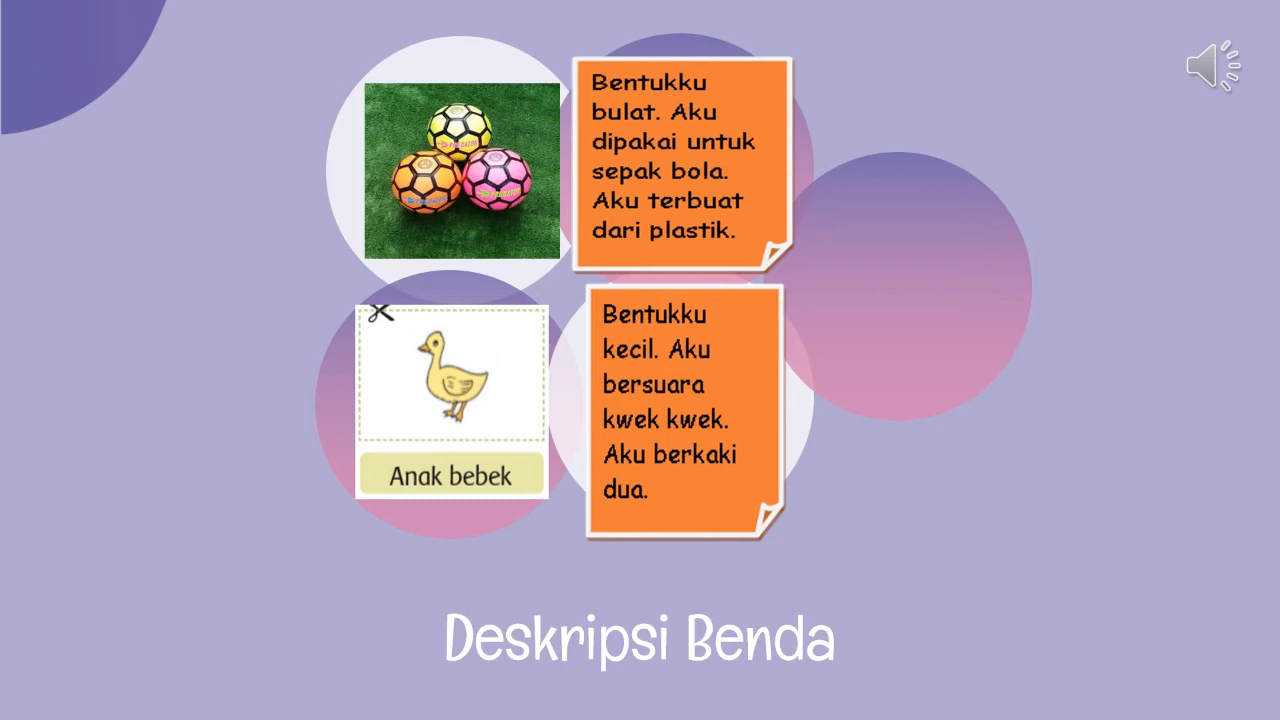 Bentukku
bulat. Aku
dipakai untuk
sepak bola.
Aku terbuat
dari plastik.
Anak bebek
Bentukku
kecil. Aku
bersuara
kwek kwek.
Aku berkaki
dua.
Deskripsi Benda